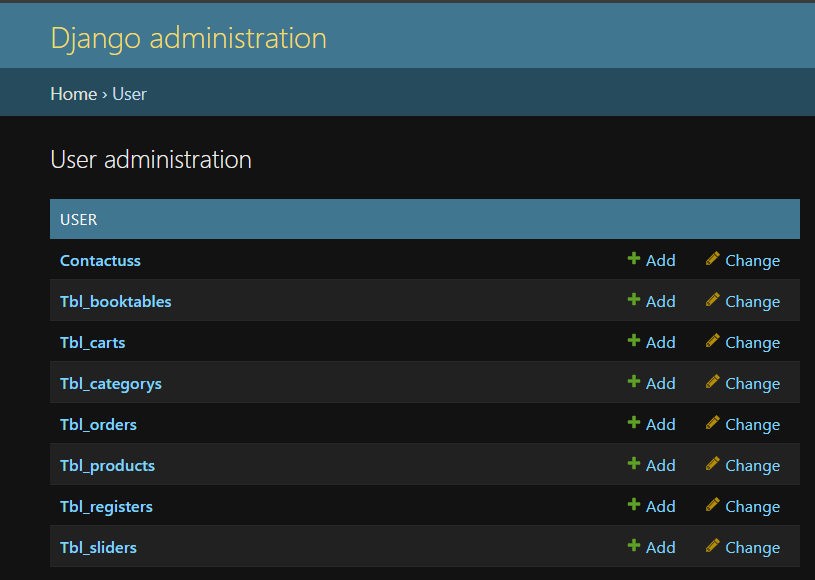 Django administration
Home › User
User administration
USER
Contactuss Add Change
Tbl_booktables Add Change
Tbl_carts Add Change
Tbl_categorys Add Change
Tbl_orders Add Change
Tbl_products Add Change
Tbl_registers Add Change
Tbl_sliders Add Change